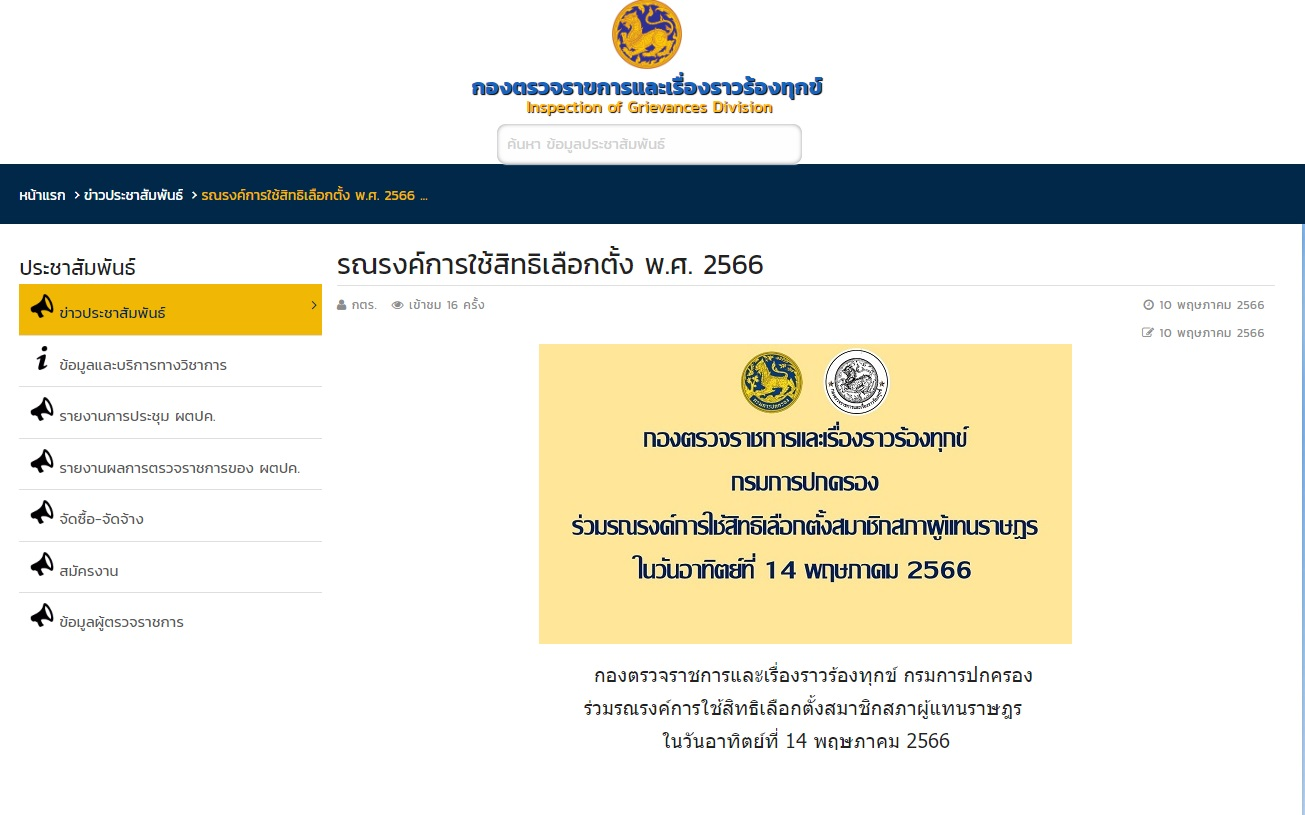 กองตรวจราชการและเรื่องราวร้องทุกข์
Inspection of Grievances Division
ค้นหา ข้อมูลประชาสัมพันธ์
หน้าแรก > ข่าวประชาสัมพันธ์ > รณรงค์การใช้สิทธิเลือกตั้ง พ.ศ. 2566 ...
ประชาสัมพันธ์
ข่าวประชาสัมพันธ์
ข้อมูลและบริการทางวิชาการ
รายงานการประชุม ผตปค.
รายงานผลการตรวจราชการของ ผตปค.
จัดซื้อ-จัดจ้าง
สมัครงาน
ข้อมูลผู้ตรวจราชการ
รณรงค์การใช้สิทธิเลือกตั้ง พ.ศ. 2566
กตร. เข้าชม 16 ครั้ง
10 พฤษภาคม 2566
10 พฤษภาคม 2566
กองตรวจราชการและเรื่องราวร้องทุกข์
กรมการปกครอง
ร่วมรณรงค์การใช้สิทธิเลือกตั้งสมาชิกสภาผู้แทนราษฎร
ในวันอาทิตย์ที่ 14 พฤษภาคม 2566
กองตรวจราชการและเรื่องราวร้องทุกข์ กรมการปกครอง
ร่วมรณรงค์การใช้สิทธิเลือกตั้งสมาชิกสภาผู้แทนราษฎร
ในวันอาทิตย์ที่ 14 พฤษภาคม 2566